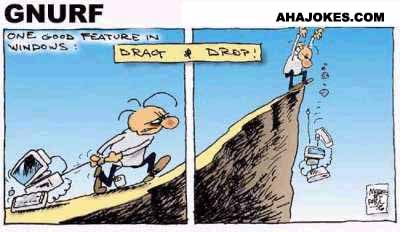 GNURF
AHAJOKES.COM
ONE GOOD FEATURE IN
WINDOWS:
DRAG & DROP!